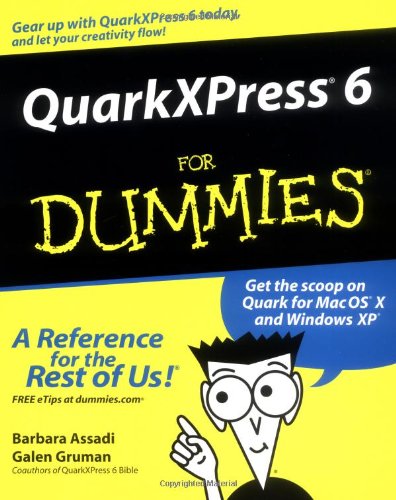 Gear up with QuarkXPress 6 today,
and let your creativity flow!
QuarkXPress® 6
FOR
DUMMIES®
Get the scoop on
Quark for Mac OS® X
and Windows XP®
A Reference
for the
Rest of Us!®
FREE eTips at dummies.com®
Barbara Assadi
Galen Gruman
Coauthors of QuarkXPress 6 Bible
Copyrighted Material